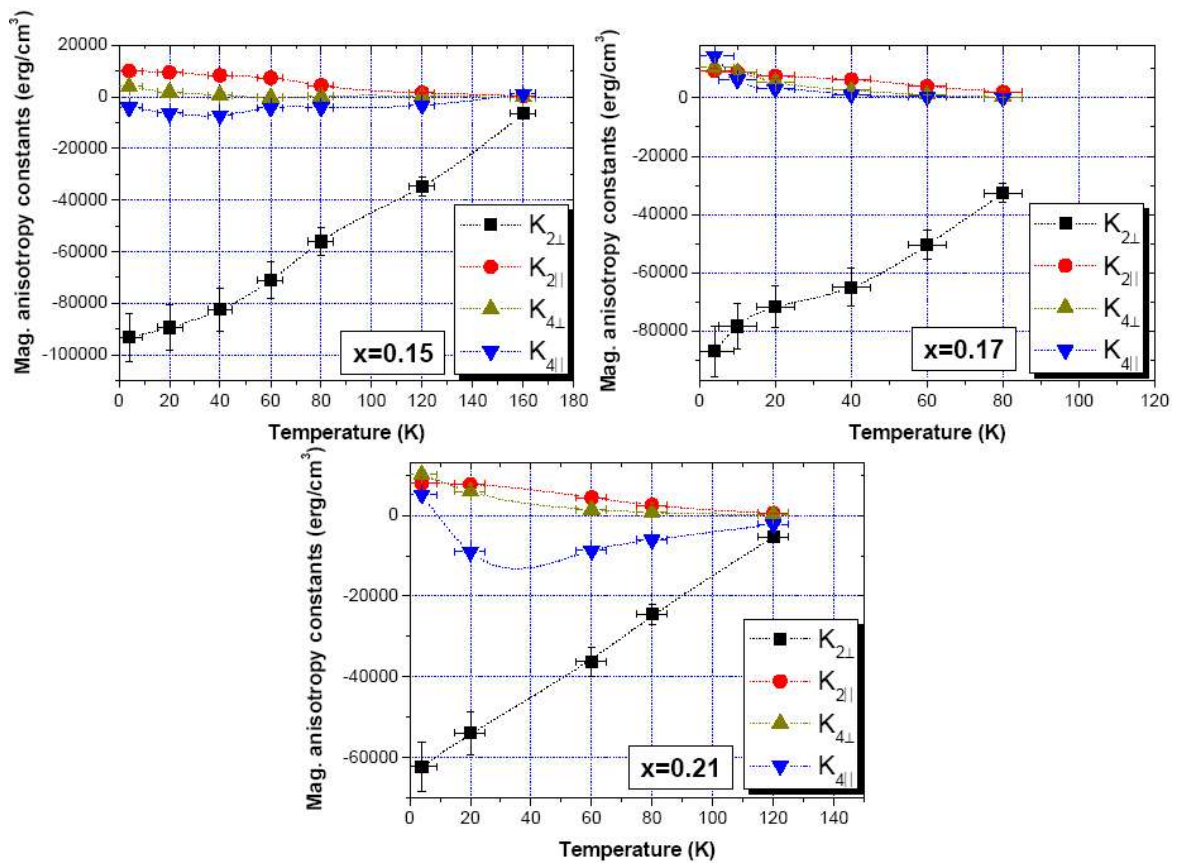 Mag. anisotropy constants (erg/cm³)
20000
0
-20000
-40000
-60000
-80000
-100000
0 20 40 60 80 100 120 140 160 180
Temperature (K)
K2⊥
K2||
K4⊥
K4||
x=0.15
Mag. anisotropy constants (erg/cm³)
0
-20000
-40000
-60000
-80000
0 20 40 60 80 100 120
Temperature (K)
K2⊥
K2||
K4⊥
K4||
x=0.17
Mag. anisotropy constants (erg/cm³)
0
-20000
-40000
-60000
0 20 40 60 80 100 120 140
Temperature (K)
K2⊥
K2||
K4⊥
K4||
x=0.21